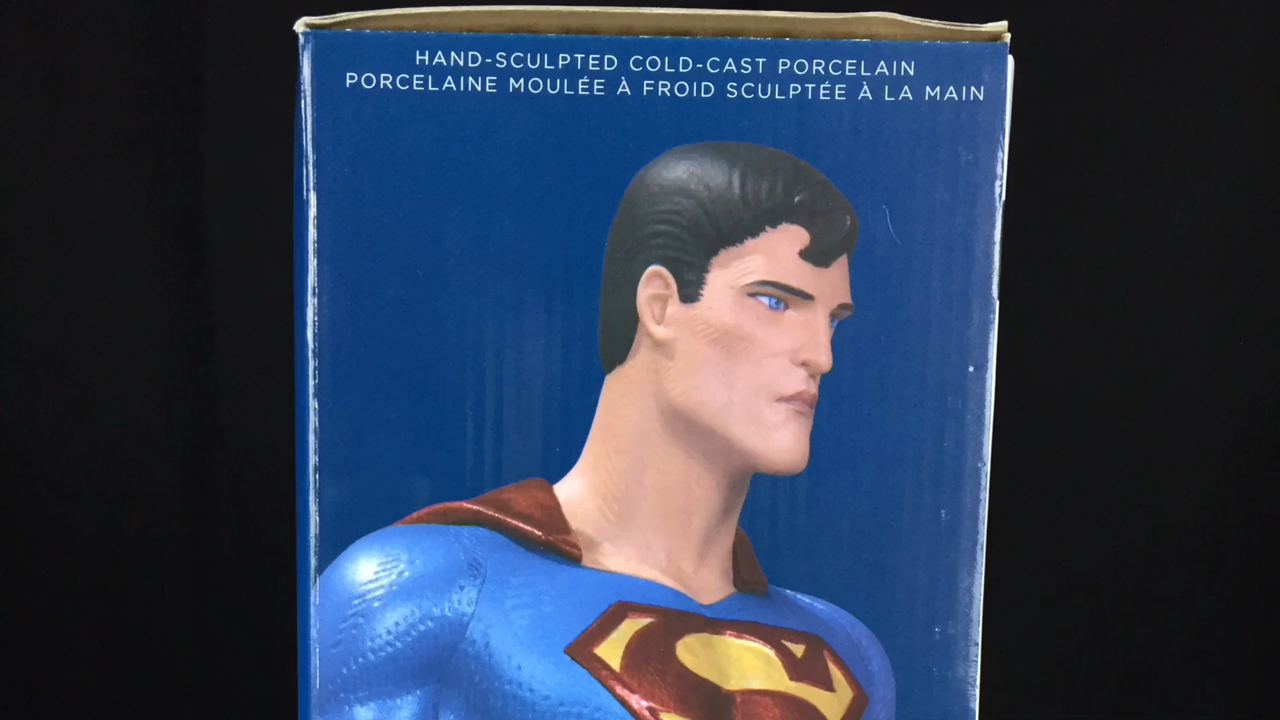 HAND-SCULPTED COLD-CAST PORCELAIN
PORCELAINE MOULÉE À FROID SCULPTÉE À LA MAIN
S